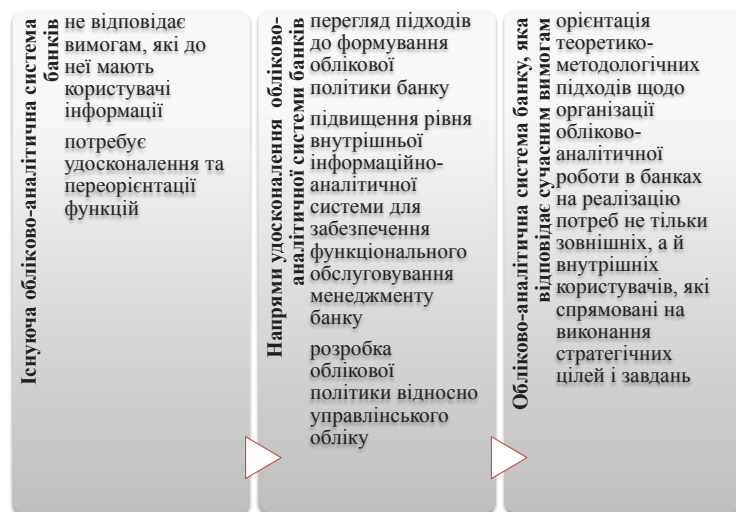 Існуюча обліково-аналітична система
банків
не відповідає
вимогам, які до
неї мають
користувачі
інформації
потребує
удосконалення та
переорієнтації
функцій
Напрями удосконалення обліково-
аналітичної системи банків
перегляд підходів
до формування
облікової
політики банку
підвищення рівня
внутрішньої
інформаційно-
аналітичної
системи для
забезпечення
функціонального
обслуговування
менеджменту
банку
розробка
облікової
політики відносно
управлінського
обліку
Обліково-аналітична система банку, яка
відповідає сучасним вимогам
орієнтація
теоретико-
методологічних
підходів щодо
організації
обліково-
аналітичної
роботи в банках
на реалізацію
потреб не тільки
зовнішніх, а й
внутрішніх
користувачів, які
спрямовані на
виконання
стратегічних
цілей і завдань